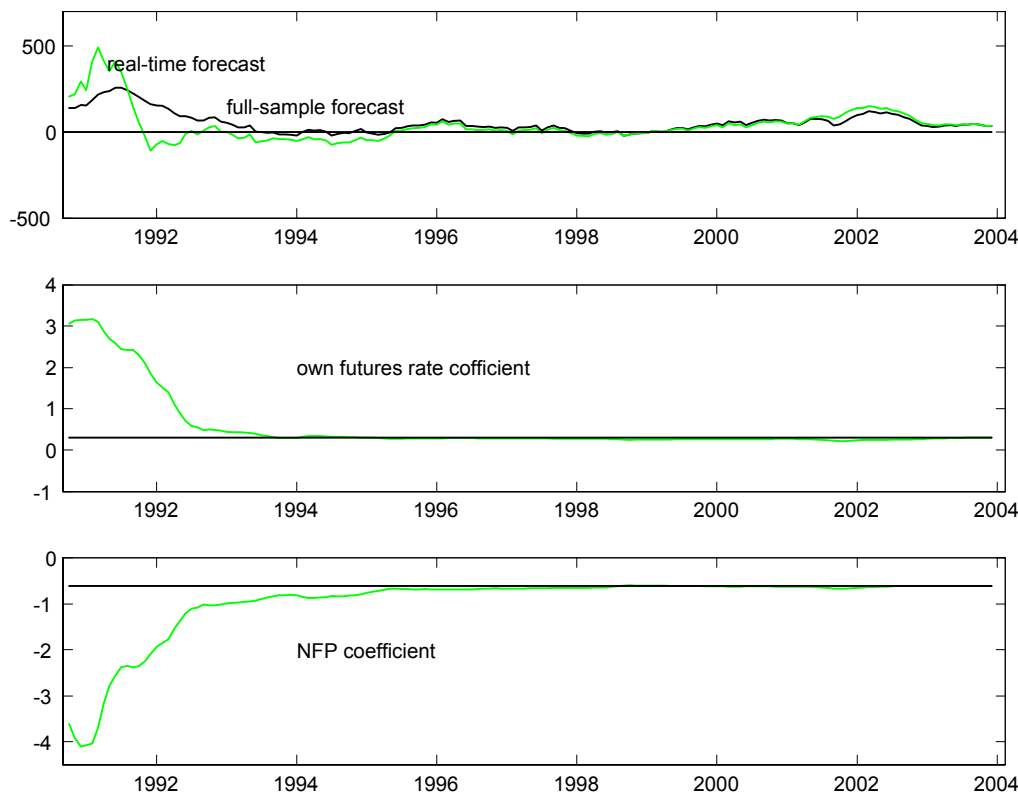 500
real-time forecast
full-sample forecast
0
-500
1992 1994 1996 1998 2000 2002 2004
4
3
own futures rate cofficient
2
1
0
-1
1992 1994 1996 1998 2000 2002 2004
0
-1
NFP coefficient
-2
-3
-4
1992 1994 1996 1998 2000 2002 2004